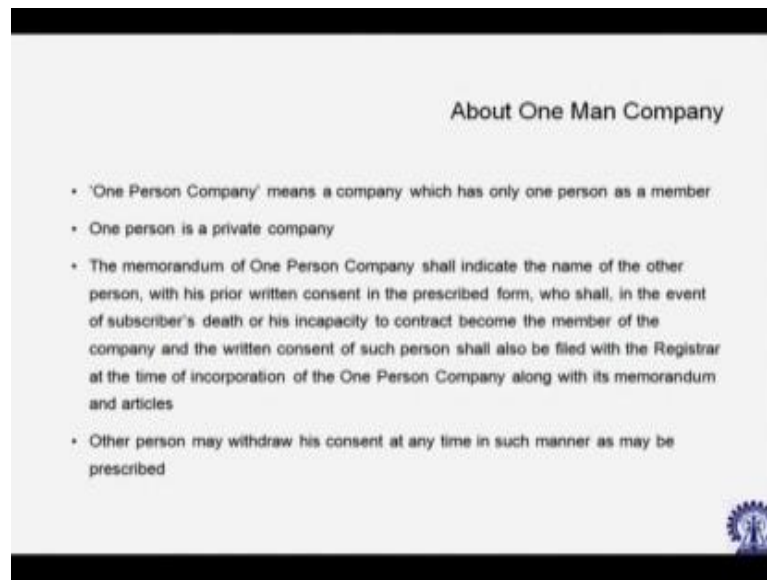 About One Man Company
• 'One Person Company' means a company which has only one person as a member
• One person is a private company
• The memorandum of One Person Company shall indicate the name of the other
person, with his prior written consent in the prescribed form, who shall, in the event
of subscriber's death or his incapacity to contract become the member of the
company and the written consent of such person shall also be filed with the Registrar
at the time of incorporation of the One Person Company along with its memorandum
and articles
• Other person may withdraw his consent at any time in such manner as may be
prescribed